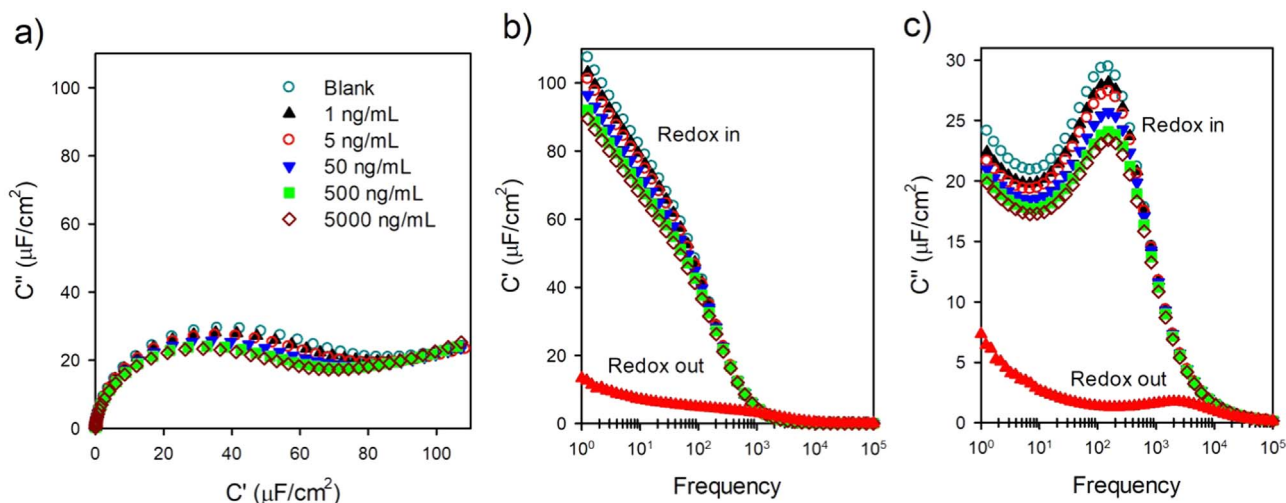 a)
C'' (μF/cm²)
100
80
60
40
20
0
Blank
1 ng/mL
5 ng/mL
50 ng/mL
500 ng/mL
5000 ng/mL
0 20 40 60 80 100
C' (μF/cm²)
b)
C' (μF/cm²)
100
80
60
40
20
0
Redox in
Redox out
10⁰ 10¹ 10² 10³ 10⁴ 10⁵
Frequency
c)
C'' (μF/cm²)
30
25
20
15
10
5
0
Redox in
Redox out
10⁰ 10¹ 10² 10³ 10⁴ 10⁵
Frequency